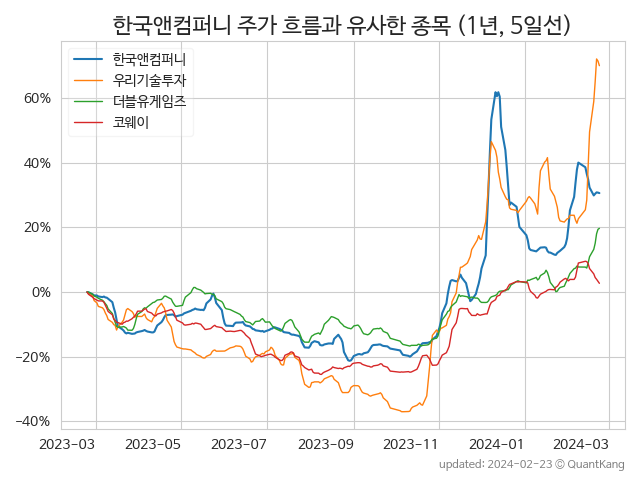 한국앤컴퍼니 주가 흐름과 유사한 종목 (1년, 5일선)
한국앤컴퍼니
우리기술투자
더블유게임즈
코웨이
60%
40%
20%
0%
−20%
−40%
2023−03 2023−05 2023−07 2023−09 2023−11 2024−01 2024−03
updated: 2024−02−23 © QuantKang